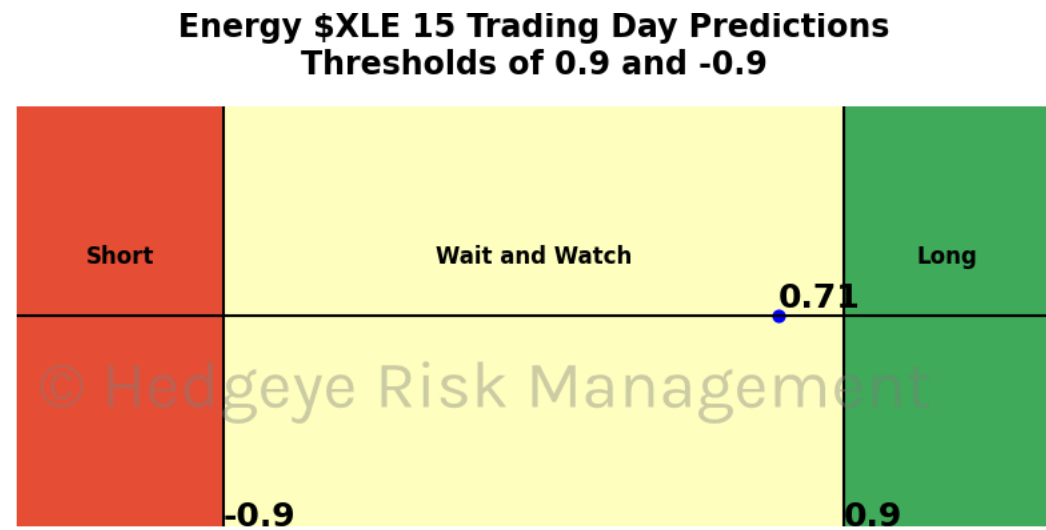 Energy $XLE 15 Trading Day Predictions
Thresholds of 0.9 and -0.9
Short
Wait and Watch
Long
0.71
© Hedgeye Risk Management
-0.9
0.9